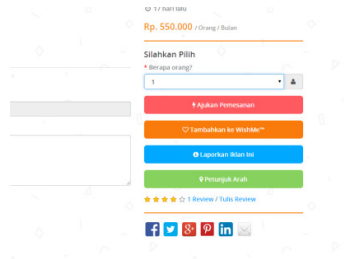 17 hari lalu
Rp. 550.000 / Orang / Bulan
Silahkan Pilih
* Berapa orang?
1
Ajukan Pemesanan
Tambahkan ke WishMe™
Laporkan Iklan Ini
Penunjuk Arah
1 Review / Tulis Review